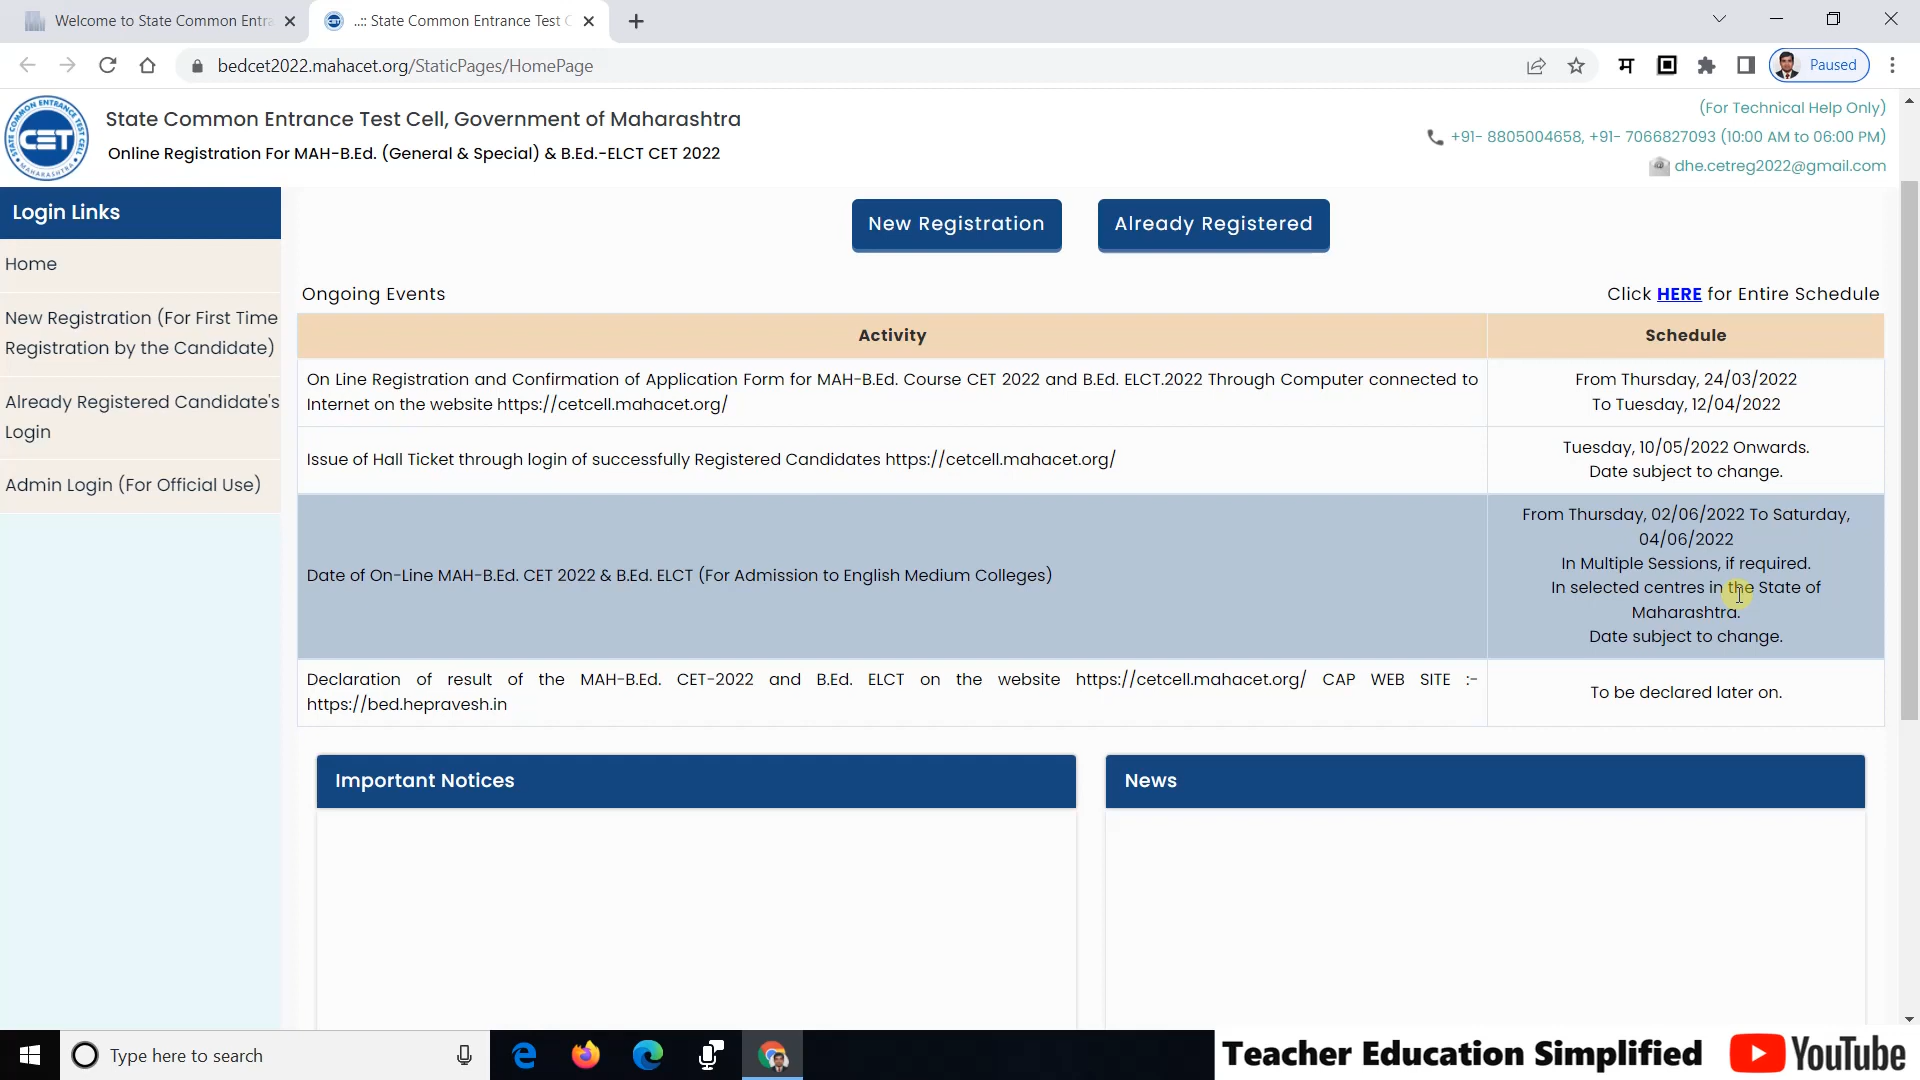 Welcome to State Common Entra
..:: State Common Entrance Test C
bedcet2022.mahacet.org/StaticPages/HomePage
म
Paused
STATE COMMON ENTRANCE TEST CELL
CET
MAHARASHTRA
State Common Entrance Test Cell, Government of Maharashtra
Online Registration For MAH-B.Ed. (General & Special) & B.Ed.-ELCT CET 2022
(For Technical Help Only)
+91- 8805004658, +91- 7066827093 (10:00 AM to 06:00 PM)
dhe.cetreg2022@gmail.com
Login Links
Home
New Registration (For First Time
Registration by the Candidate)
Already Registered Candidate's
Login
Admin Login (For Official Use)
New Registration
Already Registered
Ongoing Events
Click HERE for Entire Schedule
Activity
Schedule
On Line Registration and Confirmation of Application Form for MAH-B.Ed. Course CET 2022 and B.Ed. ELCT.2022 Through Computer connected to
Internet on the website https://cetcell.mahacet.org/
From Thursday, 24/03/2022
To Tuesday, 12/04/2022
Issue of Hall Ticket through login of successfully Registered Candidates https://cetcell.mahacet.org/
Tuesday, 10/05/2022 Onwards.
Date subject to change.
Date of On-Line MAH-B.Ed. CET 2022 & B.Ed. ELCT (For Admission to English Medium Colleges)
From Thursday, 02/06/2022 To Saturday,
04/06/2022
In Multiple Sessions, if required.
In selected centres in the State of
Maharashtra.
Date subject to change.
Declaration of result of the MAH-B.Ed. CET-2022 and B.Ed. ELCT on the website https://cetcell.mahacet.org/ CAP WEB SITE :-
https://bed.hepravesh.in
To be declared later on.
Important Notices
News
Type here to search
Teacher Education Simplified
YouTube